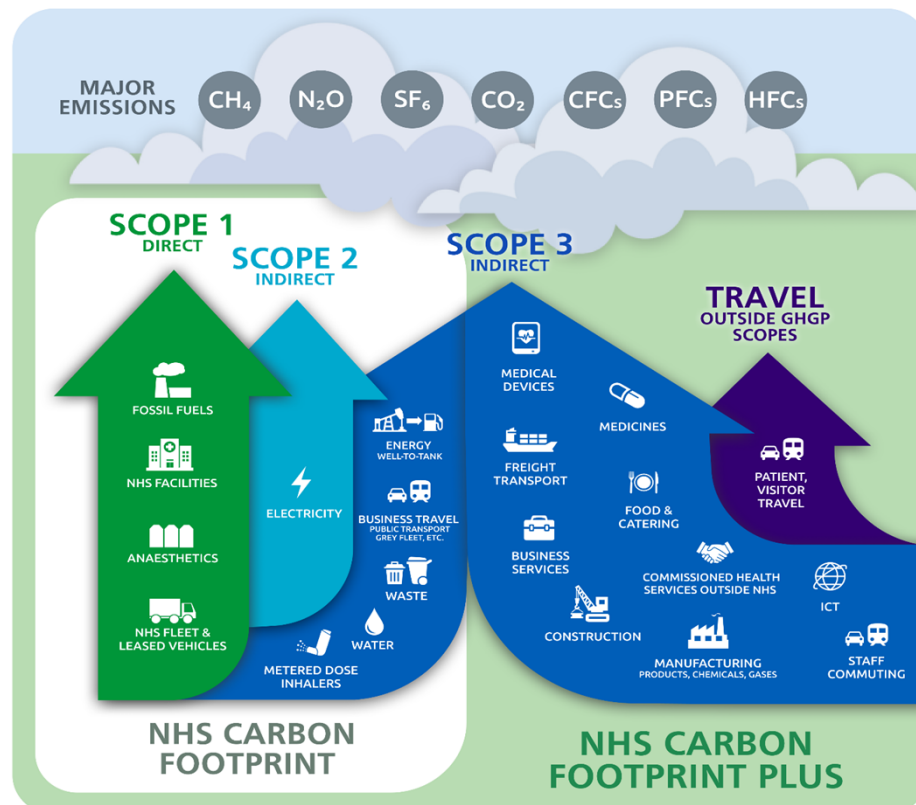 MAJOR
EMISSIONS
CH₄
N₂O
SF₆
CO₂
CFCs
PFCs
HFCs
SCOPE 1
DIRECT
SCOPE 2
INDIRECT
SCOPE 3
INDIRECT
TRAVEL
OUTSIDE GHGP
SCOPES
FOSSIL FUELS
NHS FACILITIES
ANAESTHETICS
NHS FLEET &
LEASED VEHICLES
ELECTRICITY
ENERGY
WELL-TO-TANK
BUSINESS TRAVEL
PUBLIC TRANSPORT
GREY FLEET, ETC.
WASTE
WATER
METERED DOSE
INHALERS
MEDICAL
DEVICES
MEDICINES
FREIGHT
TRANSPORT
FOOD &
CATERING
BUSINESS
SERVICES
COMMISSIONED HEALTH
SERVICES OUTSIDE NHS
CONSTRUCTION
MANUFACTURING
PRODUCTS, CHEMICALS, GASES
ICT
STAFF
COMMUTING
PATIENT,
VISITOR
TRAVEL
NHS CARBON
FOOTPRINT
NHS CARBON
FOOTPRINT PLUS